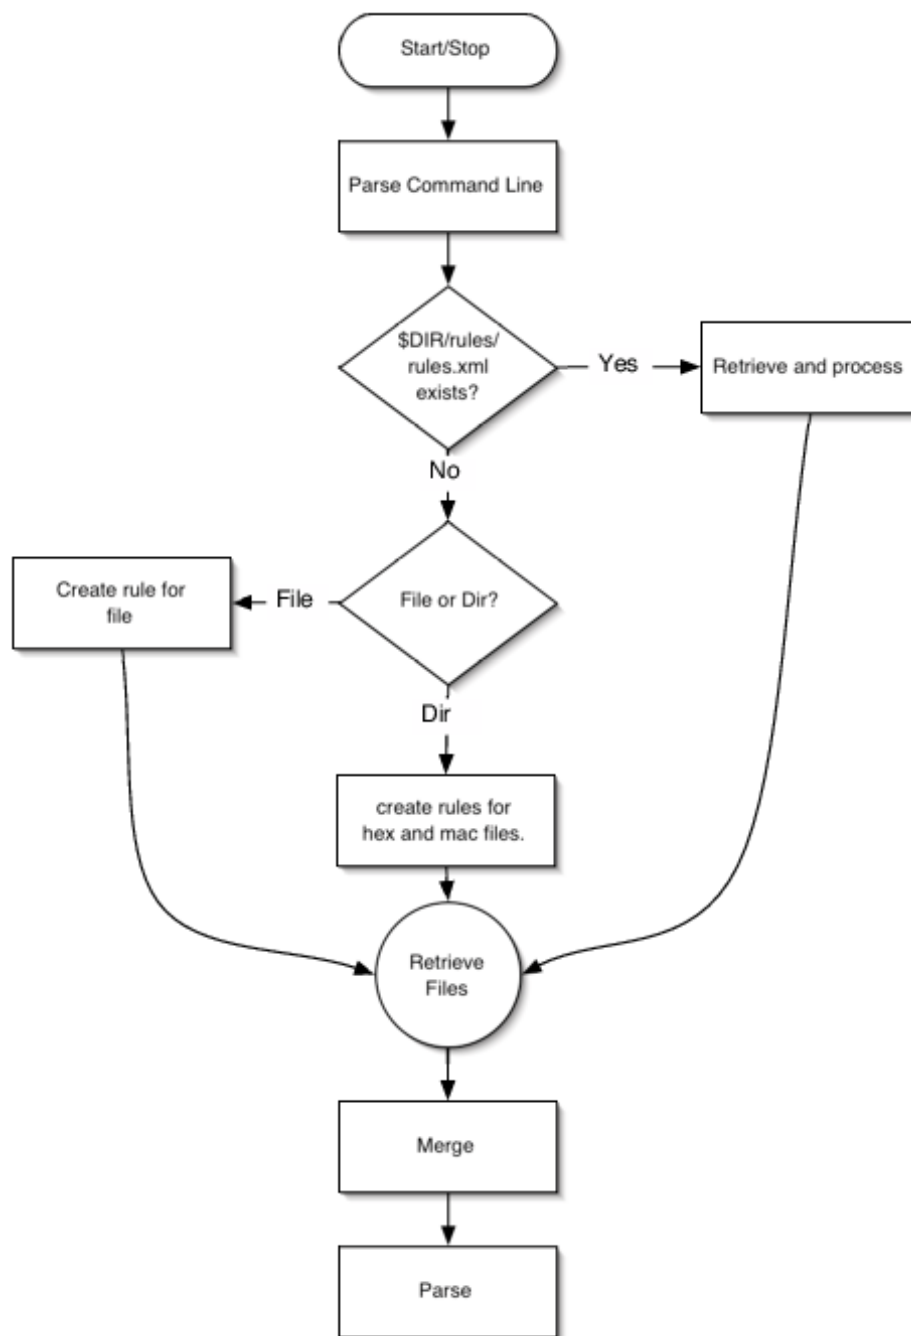 Start/Stop
Parse Command Line
$DIR/rules/
rules.xml
exists?
Yes
Retrieve and process
No
File or Dir?
File
Create rule for
file
Dir
create rules for
hex and mac files.
Retrieve
Files
Merge
Parse